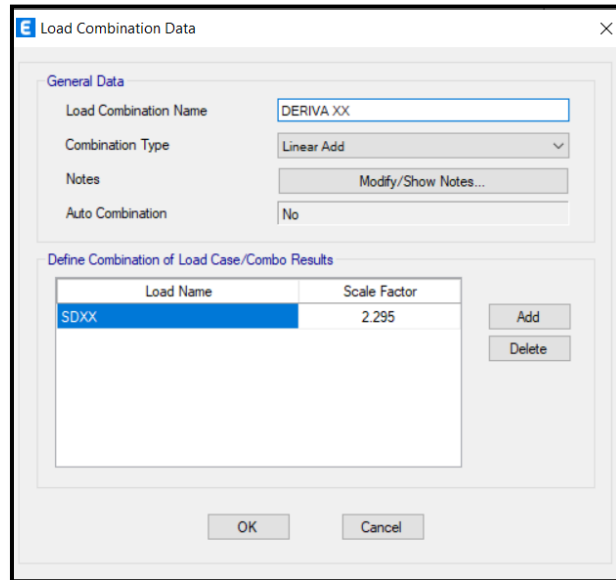 E Load Combination Data
General Data
Load Combination Name DERIVA XX
Combination Type Linear Add
Notes Modify/Show Notes...
Auto Combination No
Define Combination of Load Case/Combo Results
Load Name Scale Factor
SDXX 2.295 Add
Delete
OK Cancel